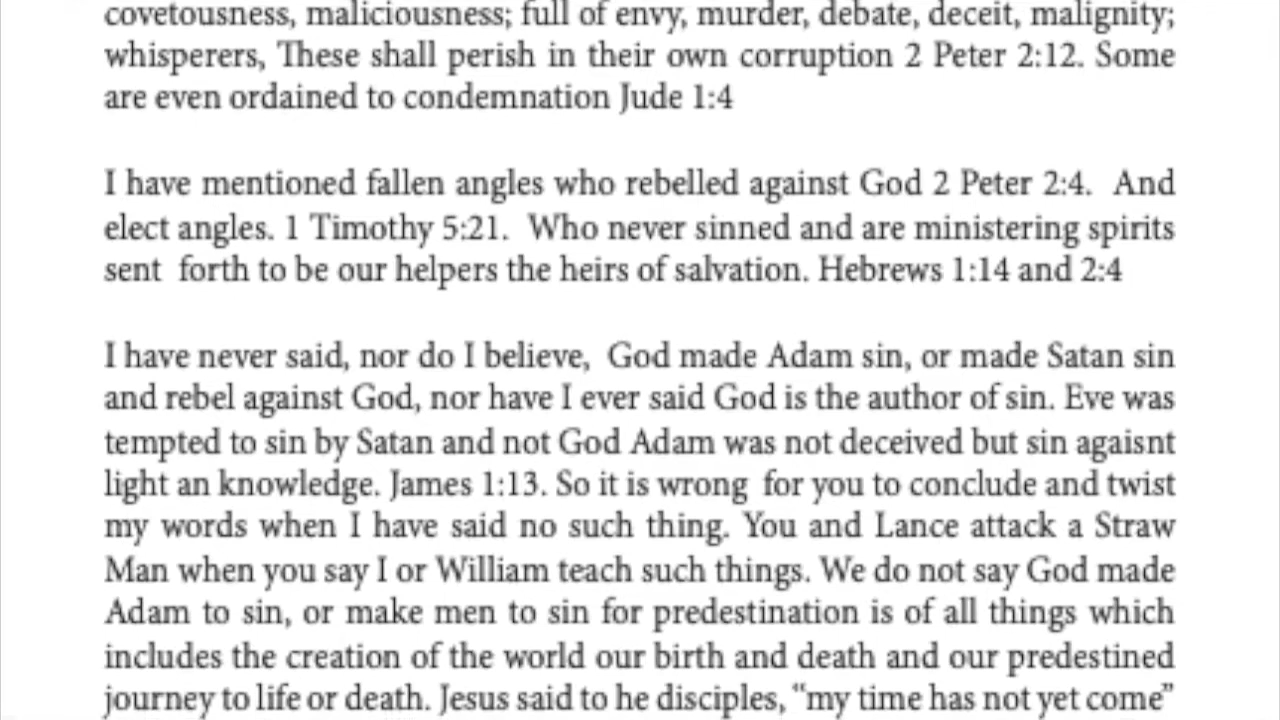 covetousness, maliciousness; full of envy, murder, debate, deceit, malignity;
whisperers, These shall perish in their own corruption 2 Peter 2:12. Some
are even ordained to condemnation Jude 1:4
I have mentioned fallen angles who rebelled against God 2 Peter 2:4. And
elect angles. 1 Timothy 5:21. Who never sinned and are ministering spirits
sent forth to be our helpers the heirs of salvation. Hebrews 1:14 and 2:4
I have never said, nor do I believe, God made Adam sin, or made Satan sin
and rebel against God, nor have I ever said God is the author of sin. Eve was
tempted to sin by Satan and not God Adam was not deceived but sin agaisnt
light an knowledge. James 1:13. So it is wrong for you to conclude and twist
my words when I have said no such thing. You and Lance attack a Straw
Man when you say I or William teach such things. We do not say God made
Adam to sin, or make men to sin for predestination is of all things which
includes the creation of the world our birth and death and our predestined
journey to life or death. Jesus said to he disciples, “my time has not yet come”